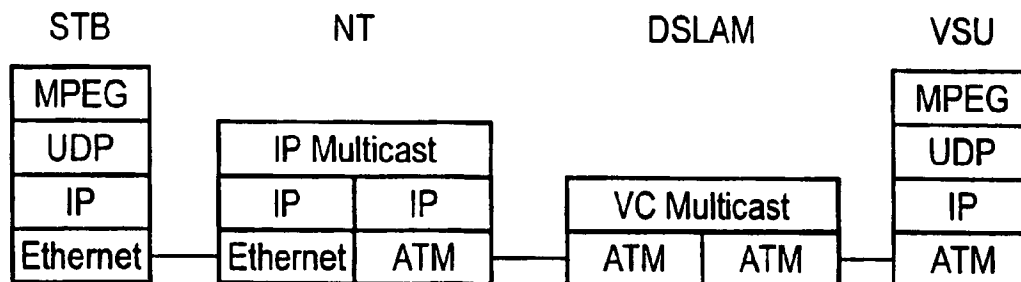 STB NT DSLAM VSU
MPEG MPEG
UDP IP Multicast UDP
IP IP IP VC Multicast IP
Ethernet Ethernet ATM ATM ATM ATM